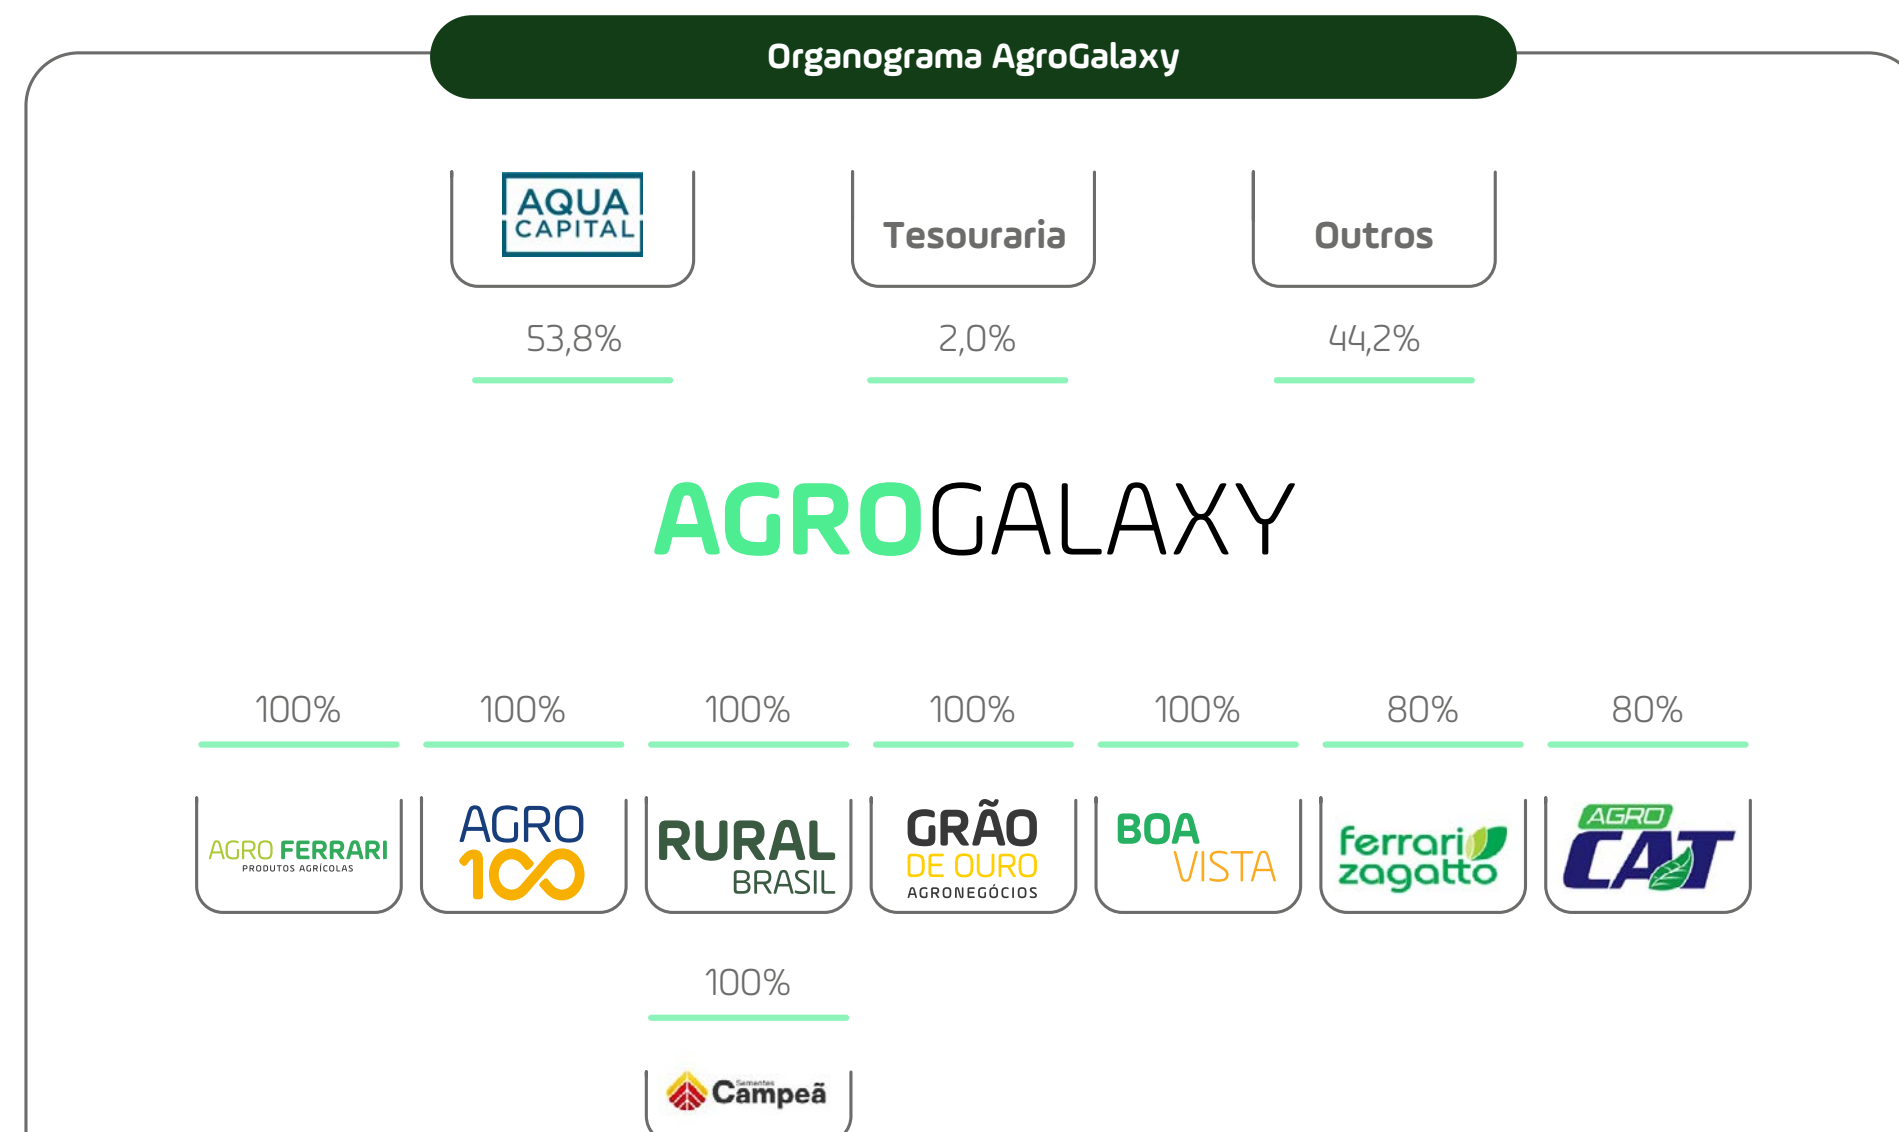 Organograma AgroGalaxy
AQUA
CAPITAL
Tesouraria
Outros
53,8%
2,0%
44,2%
AGROGALAXY
100%
100%
100%
100%
100%
80%
80%
AGRO FERRARI
PRODUTOS AGRÍCOLAS
AGRO
100
RURAL
BRASIL
GRÃO
DE OURO
AGRONEGÓCIOS
BOA
VISTA
ferrari
zagatto
AGRO
CAT
100%
Sementes
Campeã